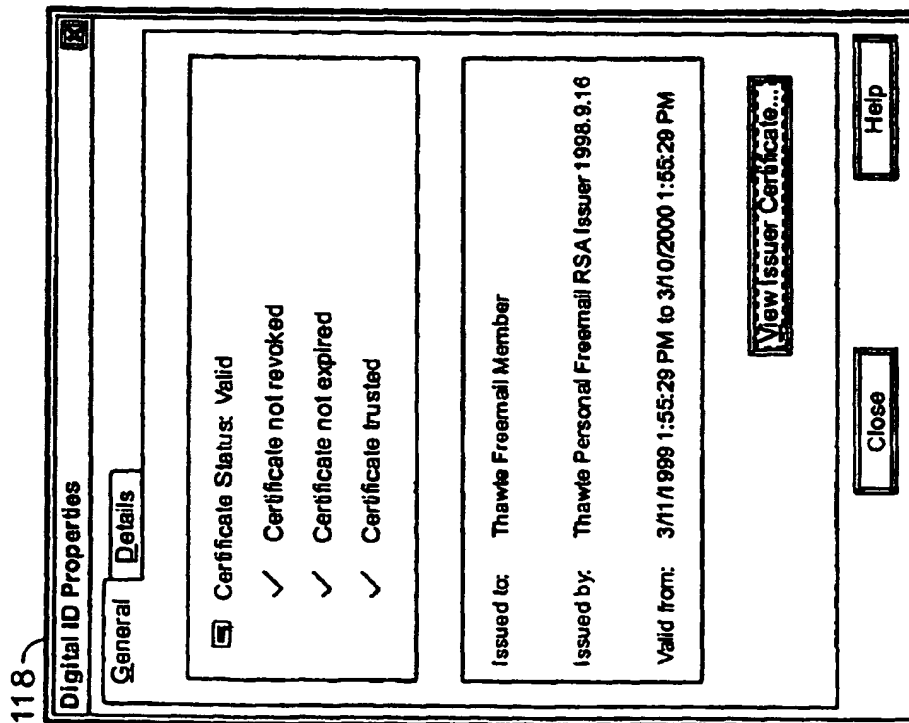 118
Digital ID Properties
General Details
Certificate Status: Valid
Certificate not revoked
Certificate not expired
Certificate trusted
Issued to: Thawte Freemail Member
Issued by: Thawte Personal Freemail RSA Issuer 1998.9.16
Valid from: 3/11/1999 1:55:29 PM to 3/10/2000 1:55:29 PM
View Issuer Certificate...
Close Help